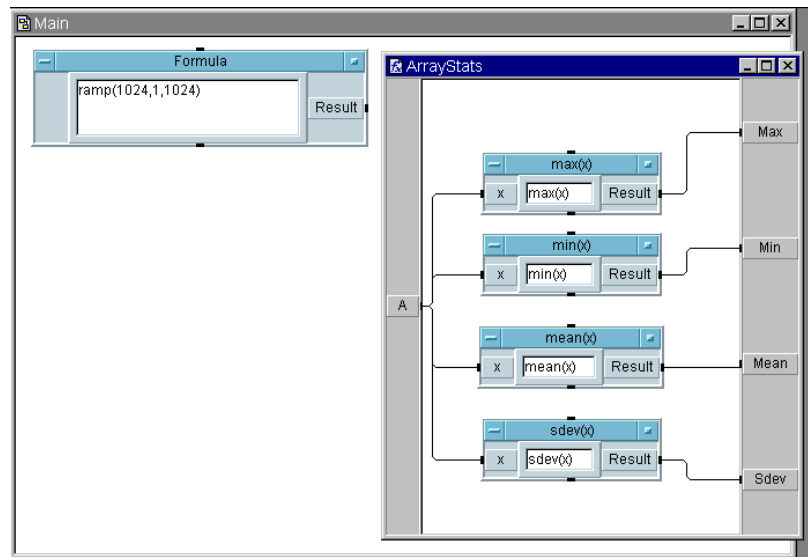 Main
Formula
ramp(1024,1,1024)
Result
ArrayStats
A
max(x)
x
max(x)
Result
min(x)
x
min(x)
Result
mean(x)
x
mean(x)
Result
sdev(x)
x
sdev(x)
Result
Max
Min
Mean
Sdev